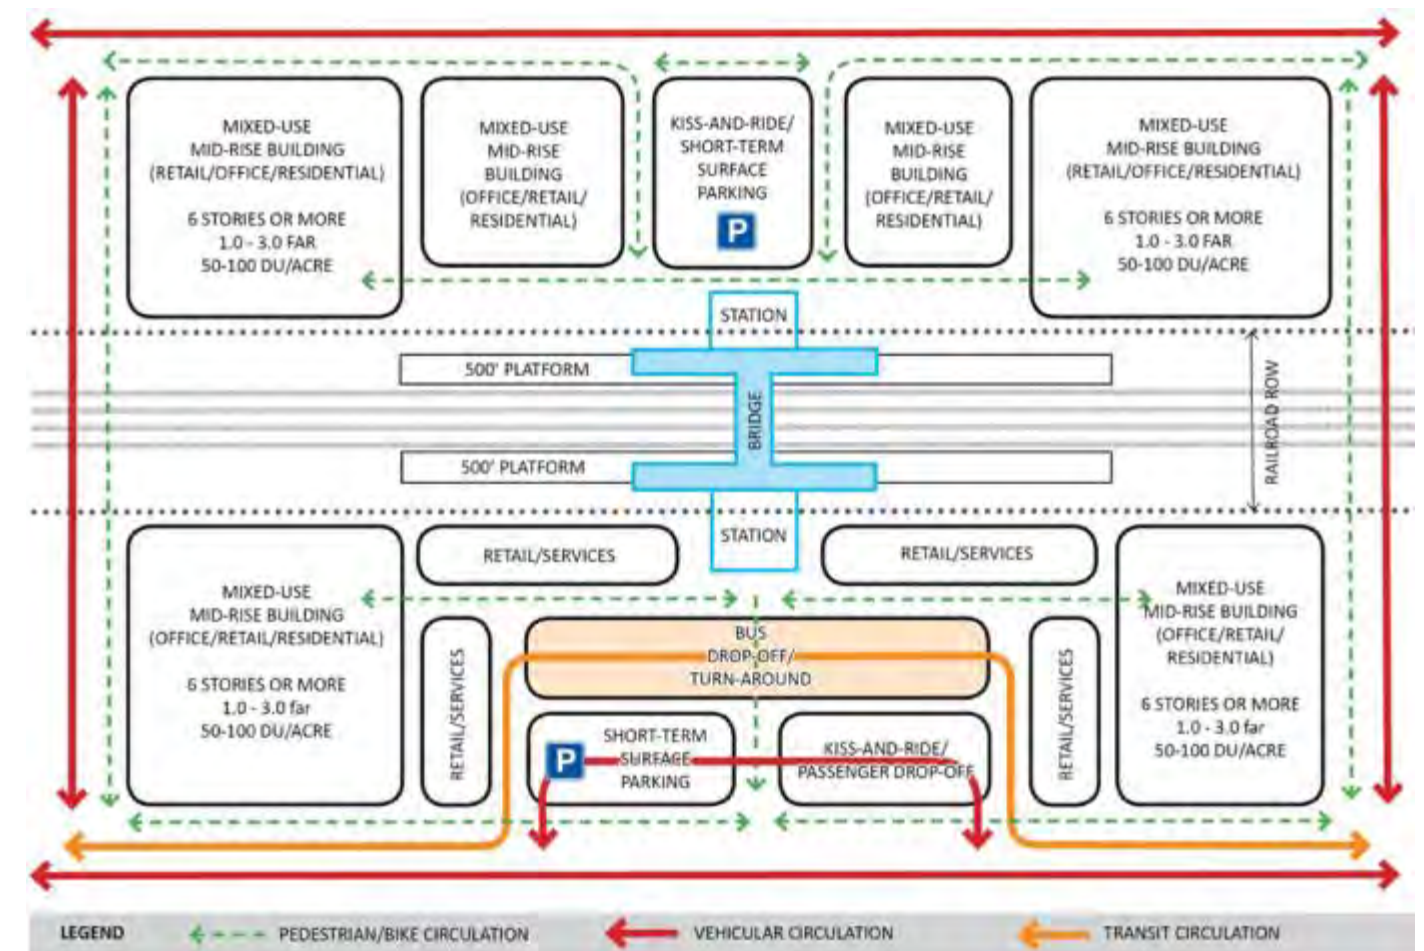 MIXED-USE
MID-RISE BUILDING
(RETAIL/OFFICE/RESIDENTIAL)
6 STORIES OR MORE
1.0 - 3.0 FAR
50-100 DU/ACRE
MIXED-USE
MID-RISE
BUILDING
(OFFICE/RETAIL/
RESIDENTIAL)
KISS-AND-RIDE/
SHORT-TERM
SURFACE
PARKING
P
MIXED-USE
MID-RISE
BUILDING
(OFFICE/RETAIL/
RESIDENTIAL)
MIXED-USE
MID-RISE BUILDING
(RETAIL/OFFICE/RESIDENTIAL)
6 STORIES OR MORE
1.0 - 3.0 FAR
50-100 DU/ACRE
STATION
500' PLATFORM
BRIDGE
RAILROAD ROW
500' PLATFORM
STATION
MIXED-USE
MID-RISE BUILDING
(OFFICE/RETAIL/RESIDENTIAL)
6 STORIES OR MORE
1.0 - 3.0 far
50-100 DU/ACRE
RETAIL/SERVICES
RETAIL/SERVICES
RETAIL/SERVICES
BUS
DROP-OFF/
TURN-AROUND
P
SHORT-TERM
SURFACE
PARKING
KISS-AND-RIDE/
PASSENGER DROP-OFF
RETAIL/SERVICES
MIXED-USE
MID-RISE BUILDING
(OFFICE/RETAIL/
RESIDENTIAL)
6 STORIES OR MORE
1.0 - 3.0 far
50-100 DU/ACRE
LEGEND
PEDESTRIAN/BIKE CIRCULATION
VEHICULAR CIRCULATION
TRANSIT CIRCULATION